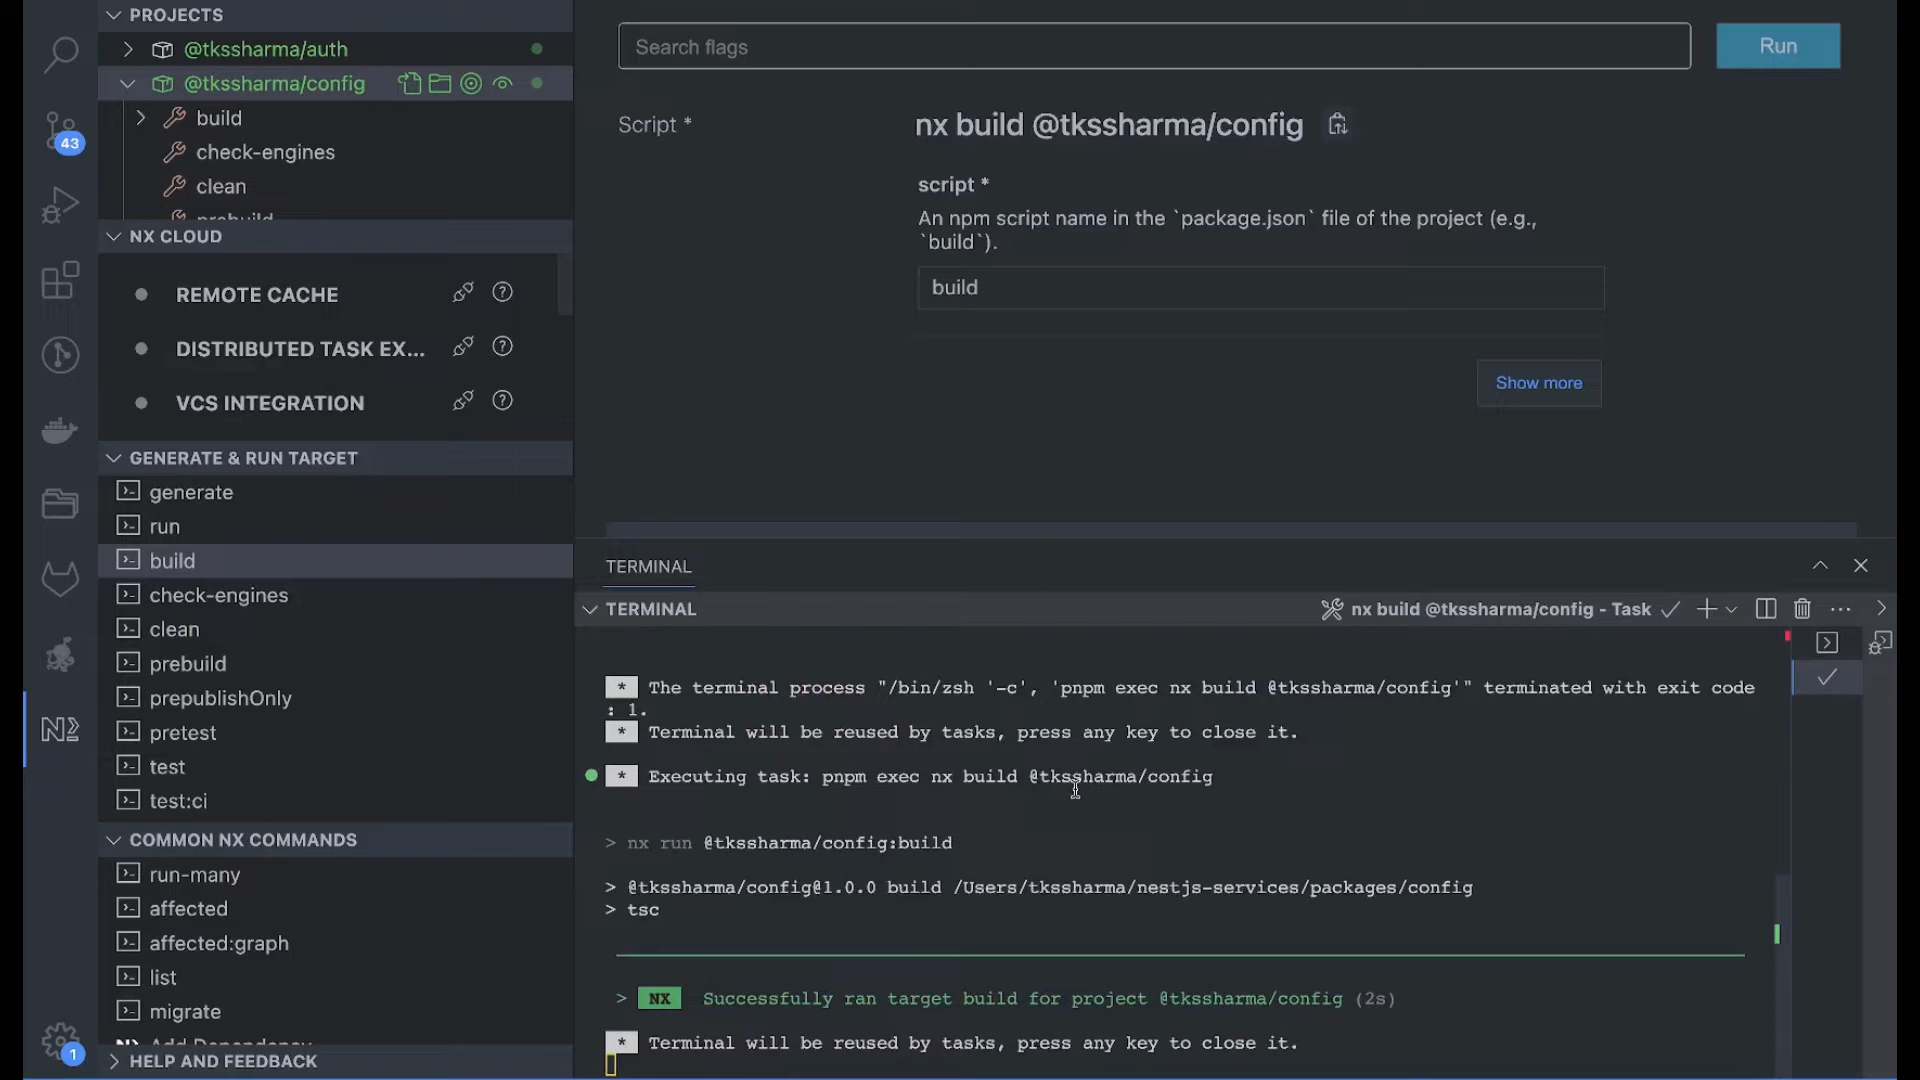 PROJECTS
@tkssharma/auth
@tkssharma/config
build
check-engines
clean
prebuild
NX CLOUD
REMOTE CACHE
DISTRIBUTED TASK EX...
VCS INTEGRATION
GENERATE & RUN TARGET
generate
run
build
check-engines
clean
prebuild
prepublishOnly
pretest
test
test:ci
COMMON NX COMMANDS
run-many
affected
affected:graph
list
migrate
Add Dependency
HELP AND FEEDBACK
43
1
Search flags
Run
Script *
nx build @tkssharma/config
script *
An npm script name in the `package.json` file of the project (e.g.,
`build`).
build
Show more
TERMINAL
TERMINAL
nx build @tkssharma/config - Task
* The terminal process "/bin/zsh '-c', 'pnpm exec nx build @tkssharma/config'" terminated with exit code
: 1.
* Terminal will be reused by tasks, press any key to close it.
* Executing task: pnpm exec nx build @tkssharma/config
> nx run @tkssharma/config:build
> @tkssharma/config@1.0.0 build /Users/tkssharma/nestjs-services/packages/config
> tsc
> NX Successfully ran target build for project @tkssharma/config (2s)
* Terminal will be reused by tasks, press any key to close it.